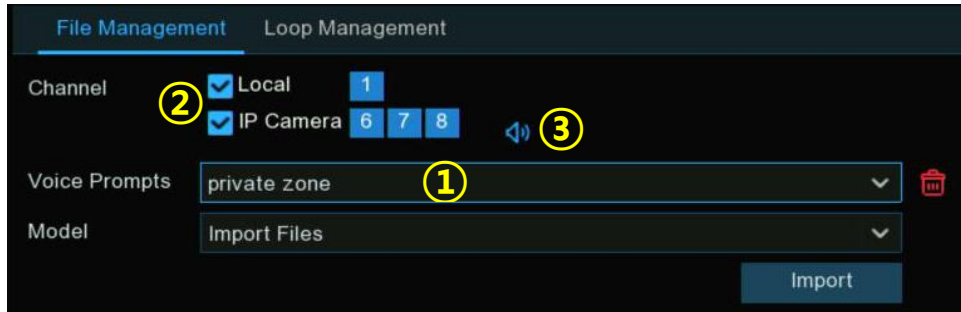 File Management Loop Management
Channel ② Local 1
IP Camera 6 7 8 ③
Voice Prompts private zone ①
Model Import Files
Import